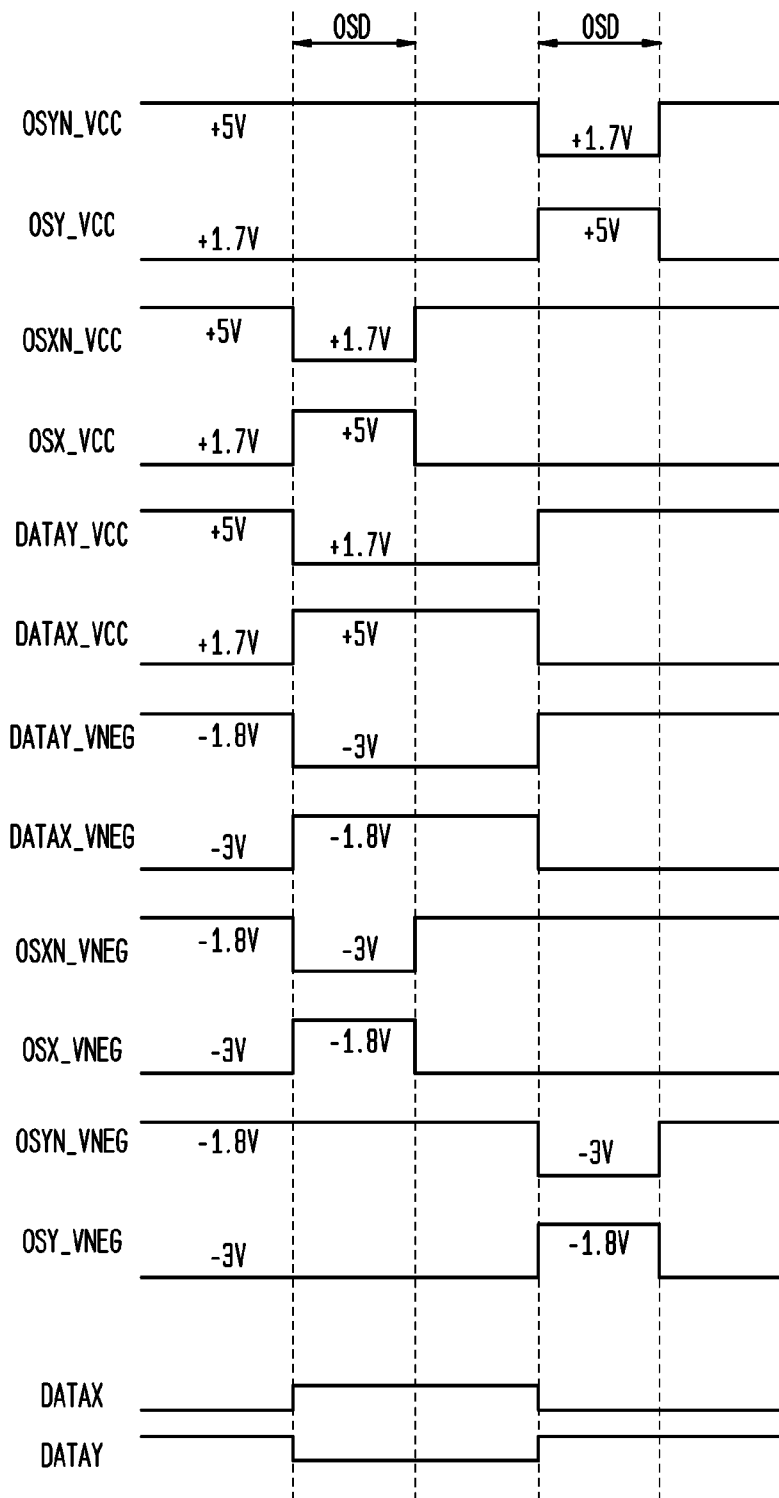 OSD OSD
OSYN_VCC +5V +1.7V
OSY_VCC +1.7V +5V
OSXN_VCC +5V +1.7V
OSX_VCC +1.7V +5V
DATAY_VCC +5V +1.7V
DATAX_VCC +1.7V +5V
DATAY_VNEG -1.8V -3V
DATAX_VNEG -3V -1.8V
OSXN_VNEG -1.8V -3V
OSX_VNEG -3V -1.8V
OSYN_VNEG -1.8V -3V
OSY_VNEG -3V -1.8V
DATAX
DATAY